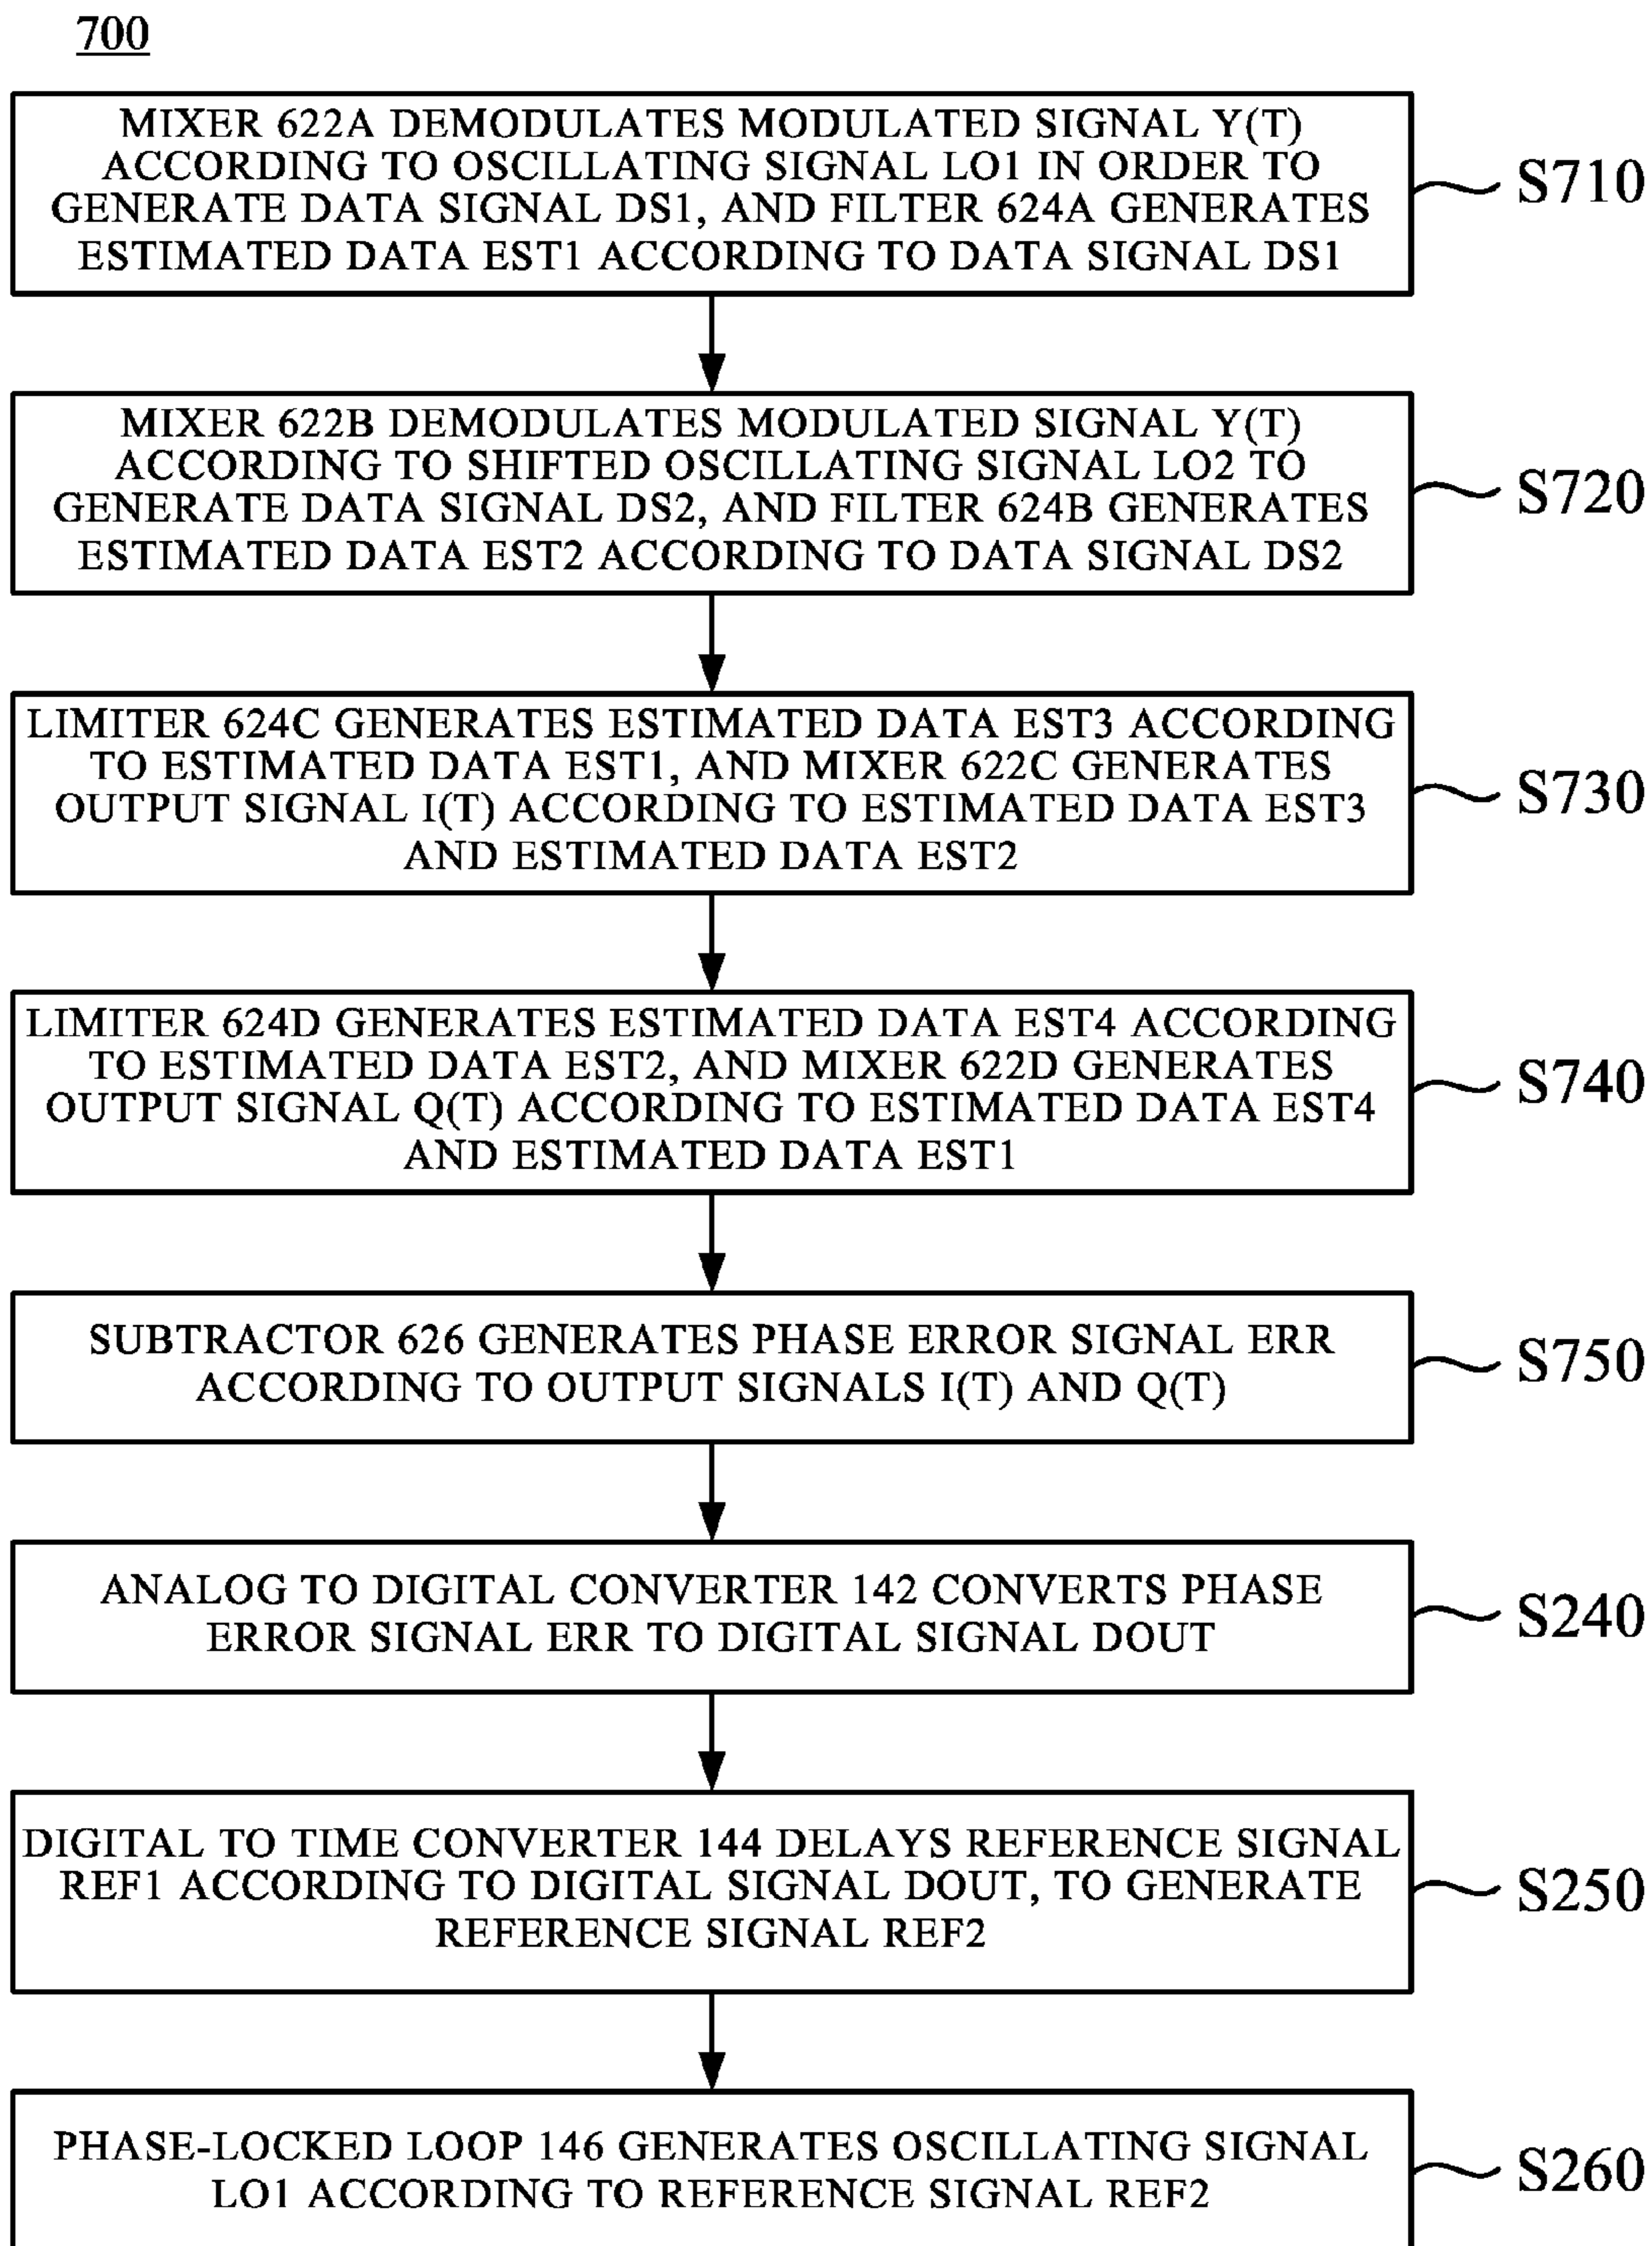 700
MIXER 622A DEMODULATES MODULATED SIGNAL Y(T)
ACCORDING TO OSCILLATING SIGNAL LO1 IN ORDER TO
GENERATE DATA SIGNAL DS1, AND FILTER 624A GENERATES
ESTIMATED DATA EST1 ACCORDING TO DATA SIGNAL DS1
S710
MIXER 622B DEMODULATES MODULATED SIGNAL Y(T)
ACCORDING TO SHIFTED OSCILLATING SIGNAL LO2 TO
GENERATE DATA SIGNAL DS2, AND FILTER 624B GENERATES
ESTIMATED DATA EST2 ACCORDING TO DATA SIGNAL DS2
S720
LIMITER 624C GENERATES ESTIMATED DATA EST3 ACCORDING
TO ESTIMATED DATA EST1, AND MIXER 622C GENERATES
OUTPUT SIGNAL I(T) ACCORDING TO ESTIMATED DATA EST3
AND ESTIMATED DATA EST2
S730
LIMITER 624D GENERATES ESTIMATED DATA EST4 ACCORDING
TO ESTIMATED DATA EST2, AND MIXER 622D GENERATES
OUTPUT SIGNAL Q(T) ACCORDING TO ESTIMATED DATA EST4
AND ESTIMATED DATA EST1
S740
SUBTRACTOR 626 GENERATES PHASE ERROR SIGNAL ERR
ACCORDING TO OUTPUT SIGNALS I(T) AND Q(T)
S750
ANALOG TO DIGITAL CONVERTER 142 CONVERTS PHASE
ERROR SIGNAL ERR TO DIGITAL SIGNAL DOUT
S240
DIGITAL TO TIME CONVERTER 144 DELAYS REFERENCE SIGNAL
REF1 ACCORDING TO DIGITAL SIGNAL DOUT, TO GENERATE
REFERENCE SIGNAL REF2
S250
PHASE-LOCKED LOOP 146 GENERATES OSCILLATING SIGNAL
LO1 ACCORDING TO REFERENCE SIGNAL REF2
S260